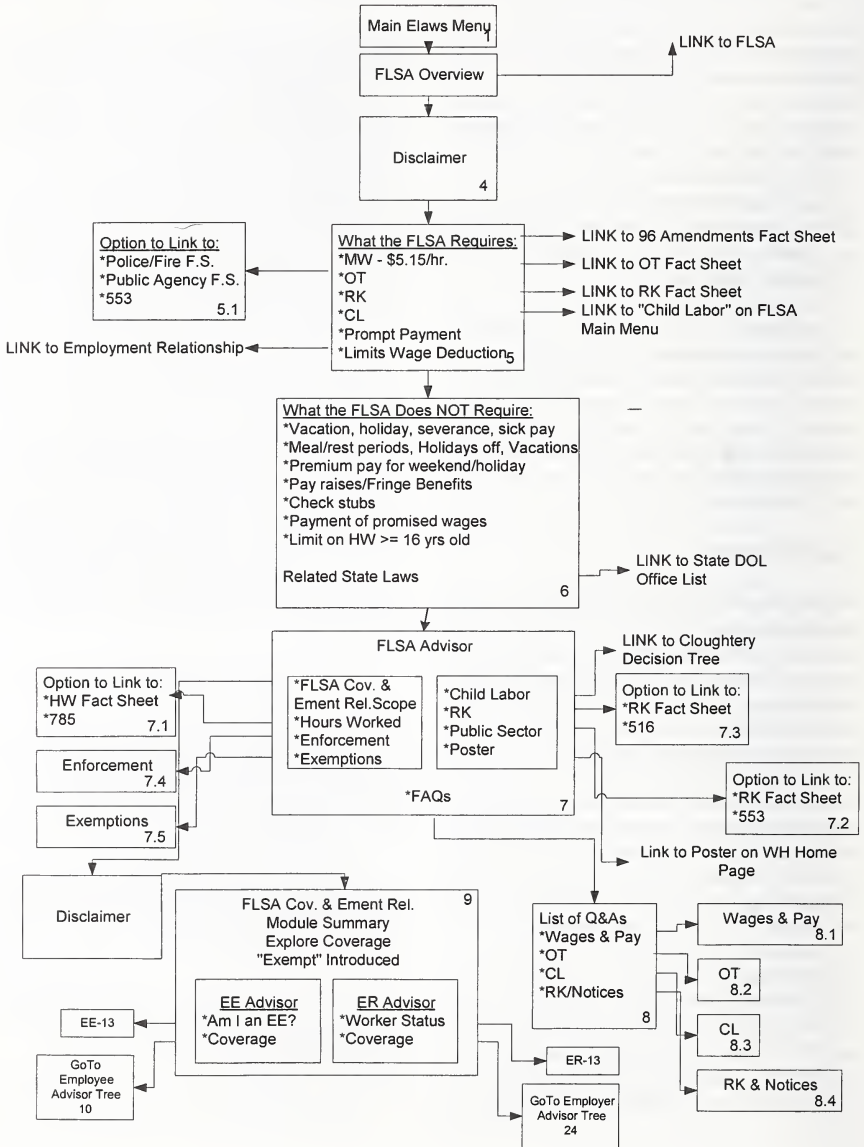 Main Elaws Menu
1
LINK to FLSA
FLSA Overview
Disclaimer
4
Option to Link to:
*Police/Fire F.S.
*Public Agency F.S.
*553
5.1
What the FLSA Requires:
*MW - $5.15/hr.
*OT
*RK
*CL
*Prompt Payment
*Limits Wage Deduction
5
LINK to 96 Amendments Fact Sheet
LINK to OT Fact Sheet
LINK to RK Fact Sheet
LINK to "Child Labor" on FLSA
Main Menu
LINK to Employment Relationship
What the FLSA Does NOT Require:
*Vacation, holiday, severance, sick pay
*Meal/rest periods, Holidays off, Vacations
*Premium pay for weekend/holiday
*Pay raises/Fringe Benefits
*Check stubs
*Payment of promised wages
*Limit on HW >= 16 yrs old
Related State Laws
6
LINK to State DOL
Office List
FLSA Advisor
*FLSA Cov. &
Ement Rel.Scope
*Hours Worked
*Enforcement
*Exemptions
*Child Labor
*RK
*Public Sector
*Poster
*FAQs
7
LINK to Cloughtery
Decision Tree
Option to Link to:
*HW Fact Sheet
*785
7.1
Option to Link to:
*RK Fact Sheet
*516
7.3
Enforcement
7.4
Exemptions
7.5
Option to Link to:
*RK Fact Sheet
*553
7.2
Link to Poster on WH Home
Page
Disclaimer
FLSA Cov. & Ement Rel.
9
Module Summary
Explore Coverage
"Exempt" Introduced
EE Advisor
*Am I an EE?
*Coverage
ER Advisor
*Worker Status
*Coverage
List of Q&As
*Wages & Pay
*OT
*CL
*RK/Notices
8
Wages & Pay
8.1
OT
8.2
CL
8.3
RK & Notices
8.4
EE-13
GoTo
Employee
Advisor Tree
10
ER-13
GoTo Employer
Advisor Tree
24